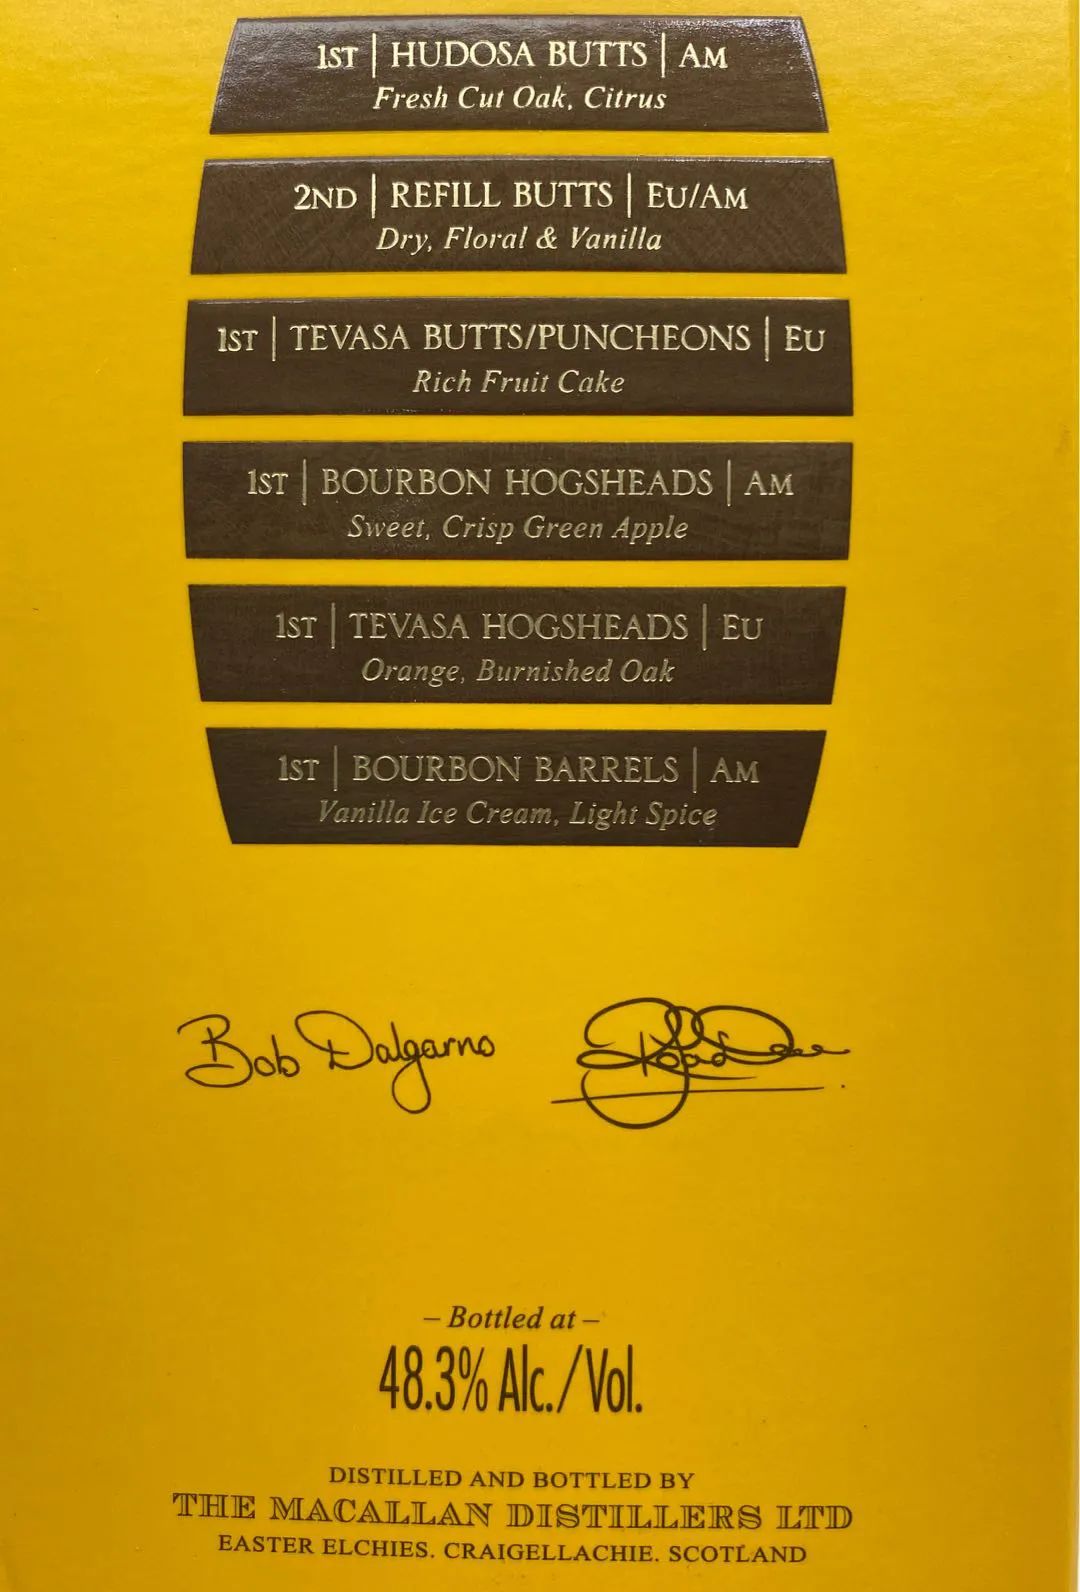 1ST | HUDOSA BUTTS | AM
Fresh Cut Oak, Citrus
2ND | REFILL BUTTS | EU/AM
Dry, Floral & Vanilla
1ST | TEVASA BUTTS/PUNCHEONS | EU
Rich Fruit Cake
1ST | BOURBON HOGSHEADS | AM
Sweet, Crisp Green Apple
1ST | TEVASA HOGSHEADS | EU
Orange, Burnished Oak
1ST | BOURBON BARRELS | AM
Vanilla Ice Cream, Light Spice
Bob Dalgarno
– Bottled at –
48.3% Alc./Vol.
DISTILLED AND BOTTLED BY
THE MACALLAN DISTILLERS LTD
EASTER ELCHIES. CRAIGELLACHIE. SCOTLAND